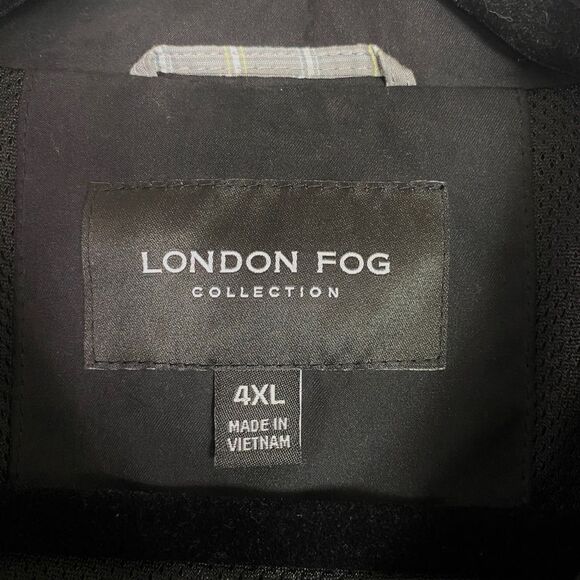 LONDON FOG
COLLECTION
4XL
MADE IN
VIETNAM